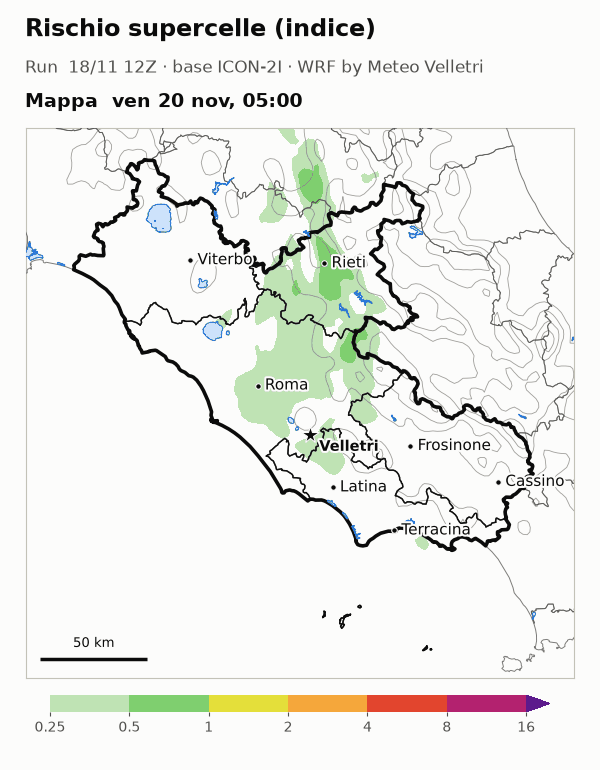 Rischio supercelle (indice)
Run  18/11 12Z · base ICON-2I · WRF by Meteo Velletri
Mappa  ven 20 nov, 05:00
Viterbo
Rieti
Roma
Velletri
Frosinone
Cassino
Latina
Terracina
50 km
0.25 0.5 1 2 4 8 16